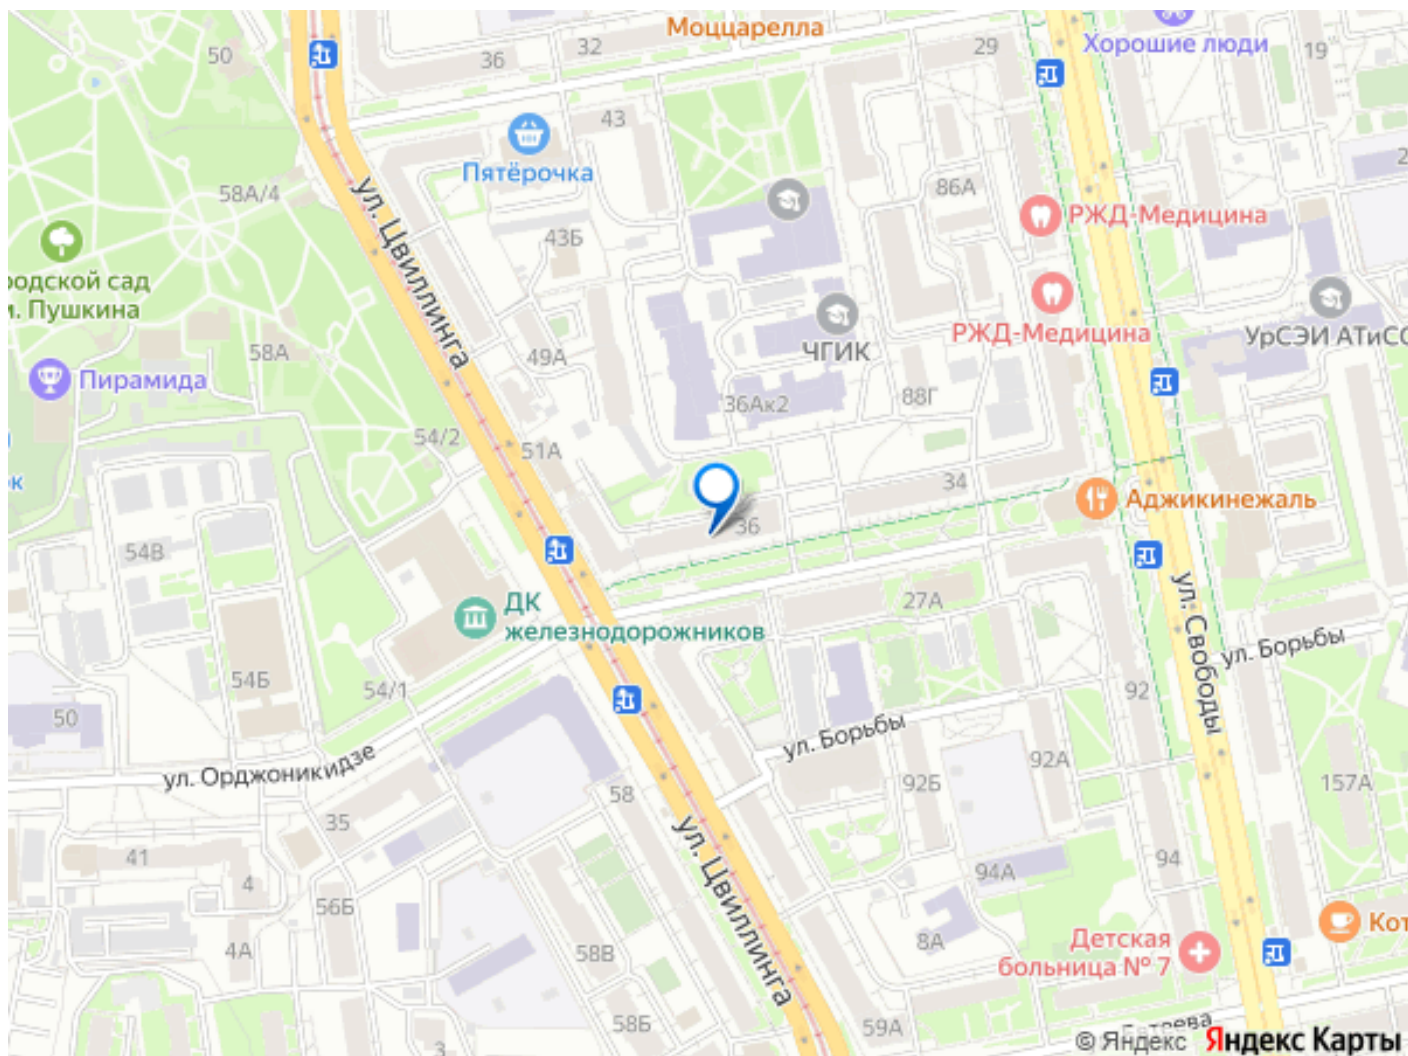 Моццарелла
50
36
32
29
Хорошие люди
19
43
Пятёрочка
58А/4
ул. Цвиллинга
43Б
86А
РЖД-Медицина
одской сад
м. Пушкина
РЖД-Медицина
ЧГИК
УрСЭИ АТиСО
Пирамида
58А
49А
36Ак2
88Г
54/2
51А
ок
34
36
Аджикинежаль
54В
ДК
железнодорожников
27А
ул. Свободы
ул. Борьбы
54Б
54/1
92
50
ул. Борьбы
ул. Орджоникидзе
92А
92Б
157А
58
35
ул. Цвиллинга
41
4
94
94А
56Б
4А
58В
8А
Детская
больница № 7
Кот
58Б
59А
3
© Яндекс Яндекс Карты